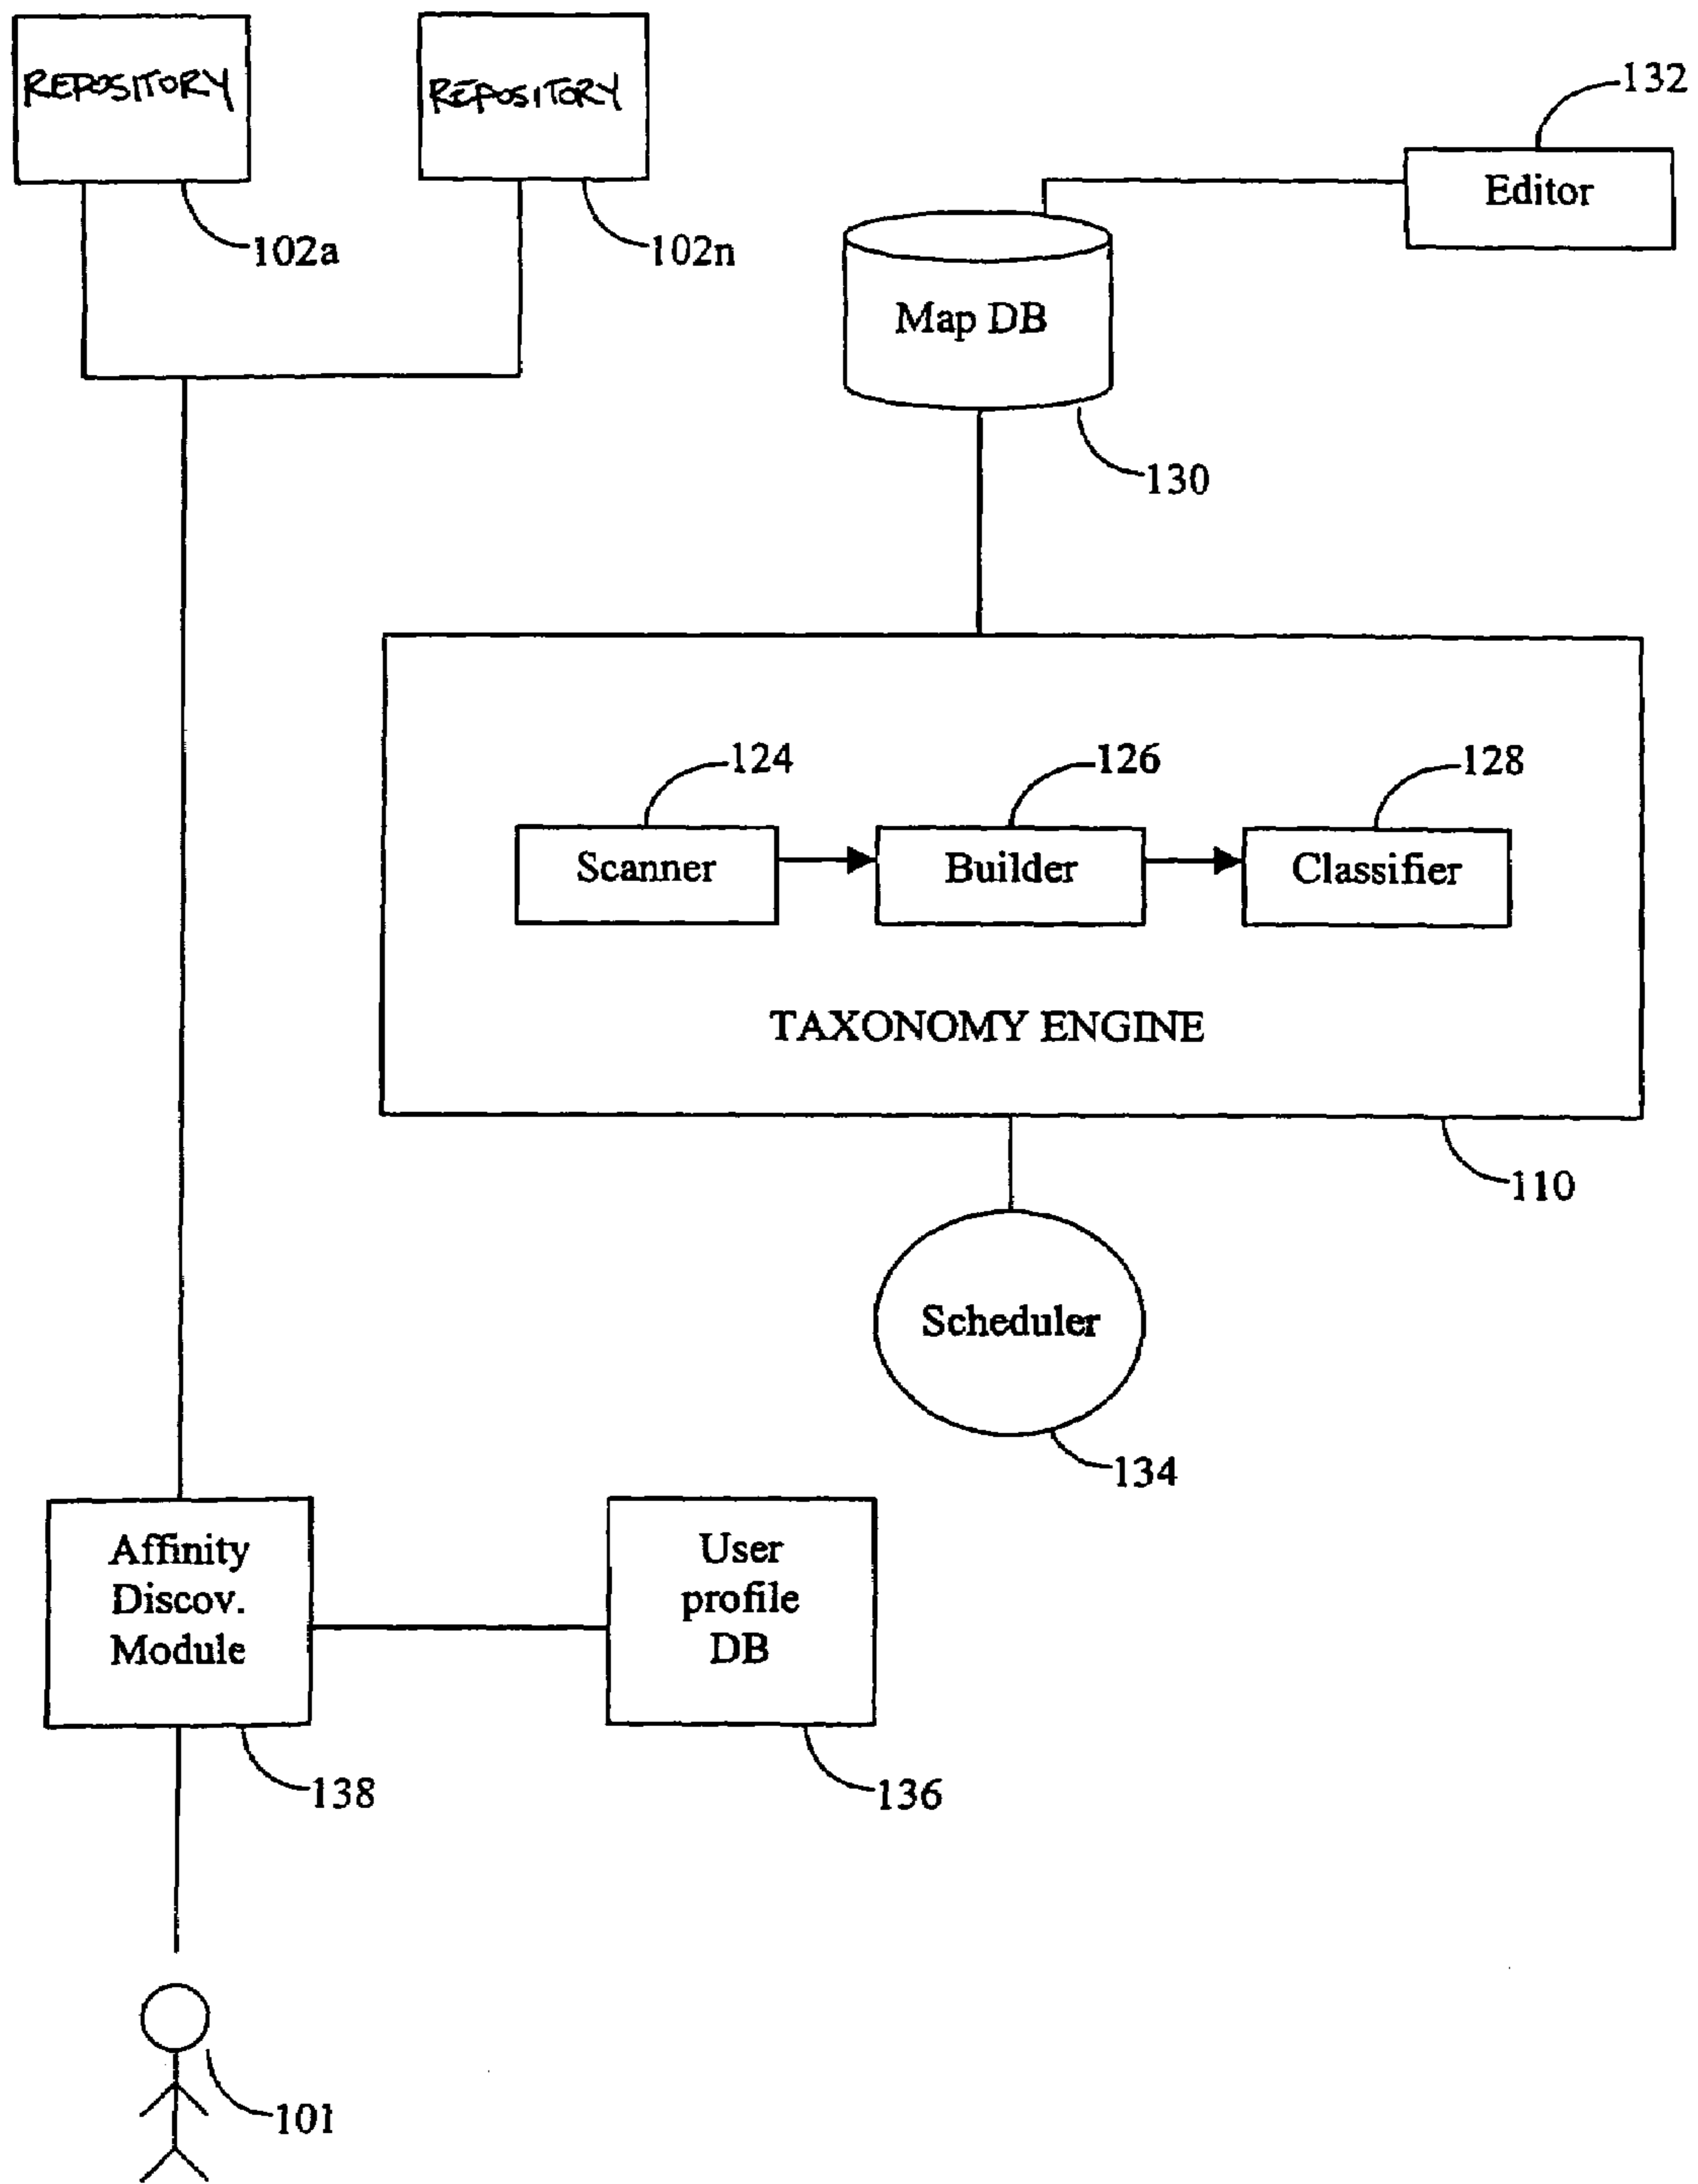 REPOSITORY
REPOSITORY
132
Editor
102a
102n
Map DB
130
124
126
128
Scanner
Builder
Classifier
TAXONOMY ENGINE
110
Scheduler
134
Affinity
Discov.
Module
User
profile
DB
138
136
101